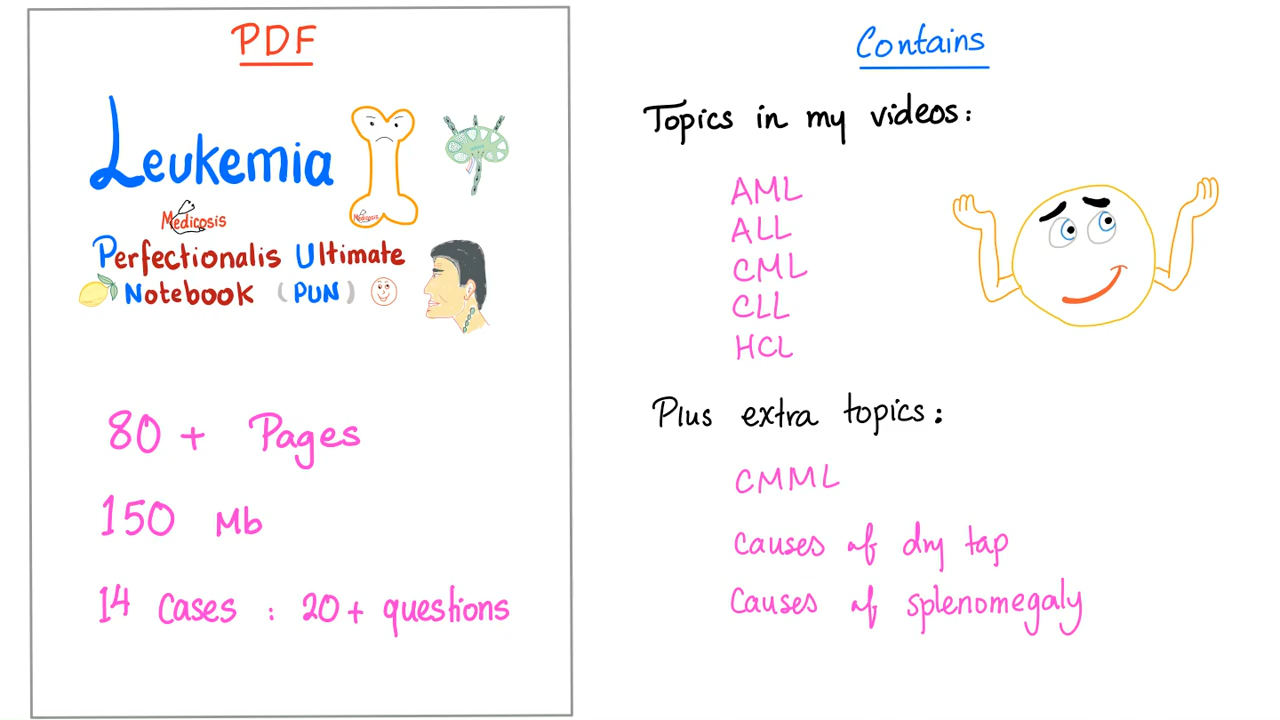 PDF
Leukemia
Medicosis
Medicosis
Perfectionalis Ultimate
Notebook (PUN)
80+ Pages
150 Mb
14 Cases : 20+ questions
Contains
Topics in my videos:
AML
ALL
CML
CLL
HCL
Plus extra topics:
CMML
Causes of dry tap
Causes of splenomegaly